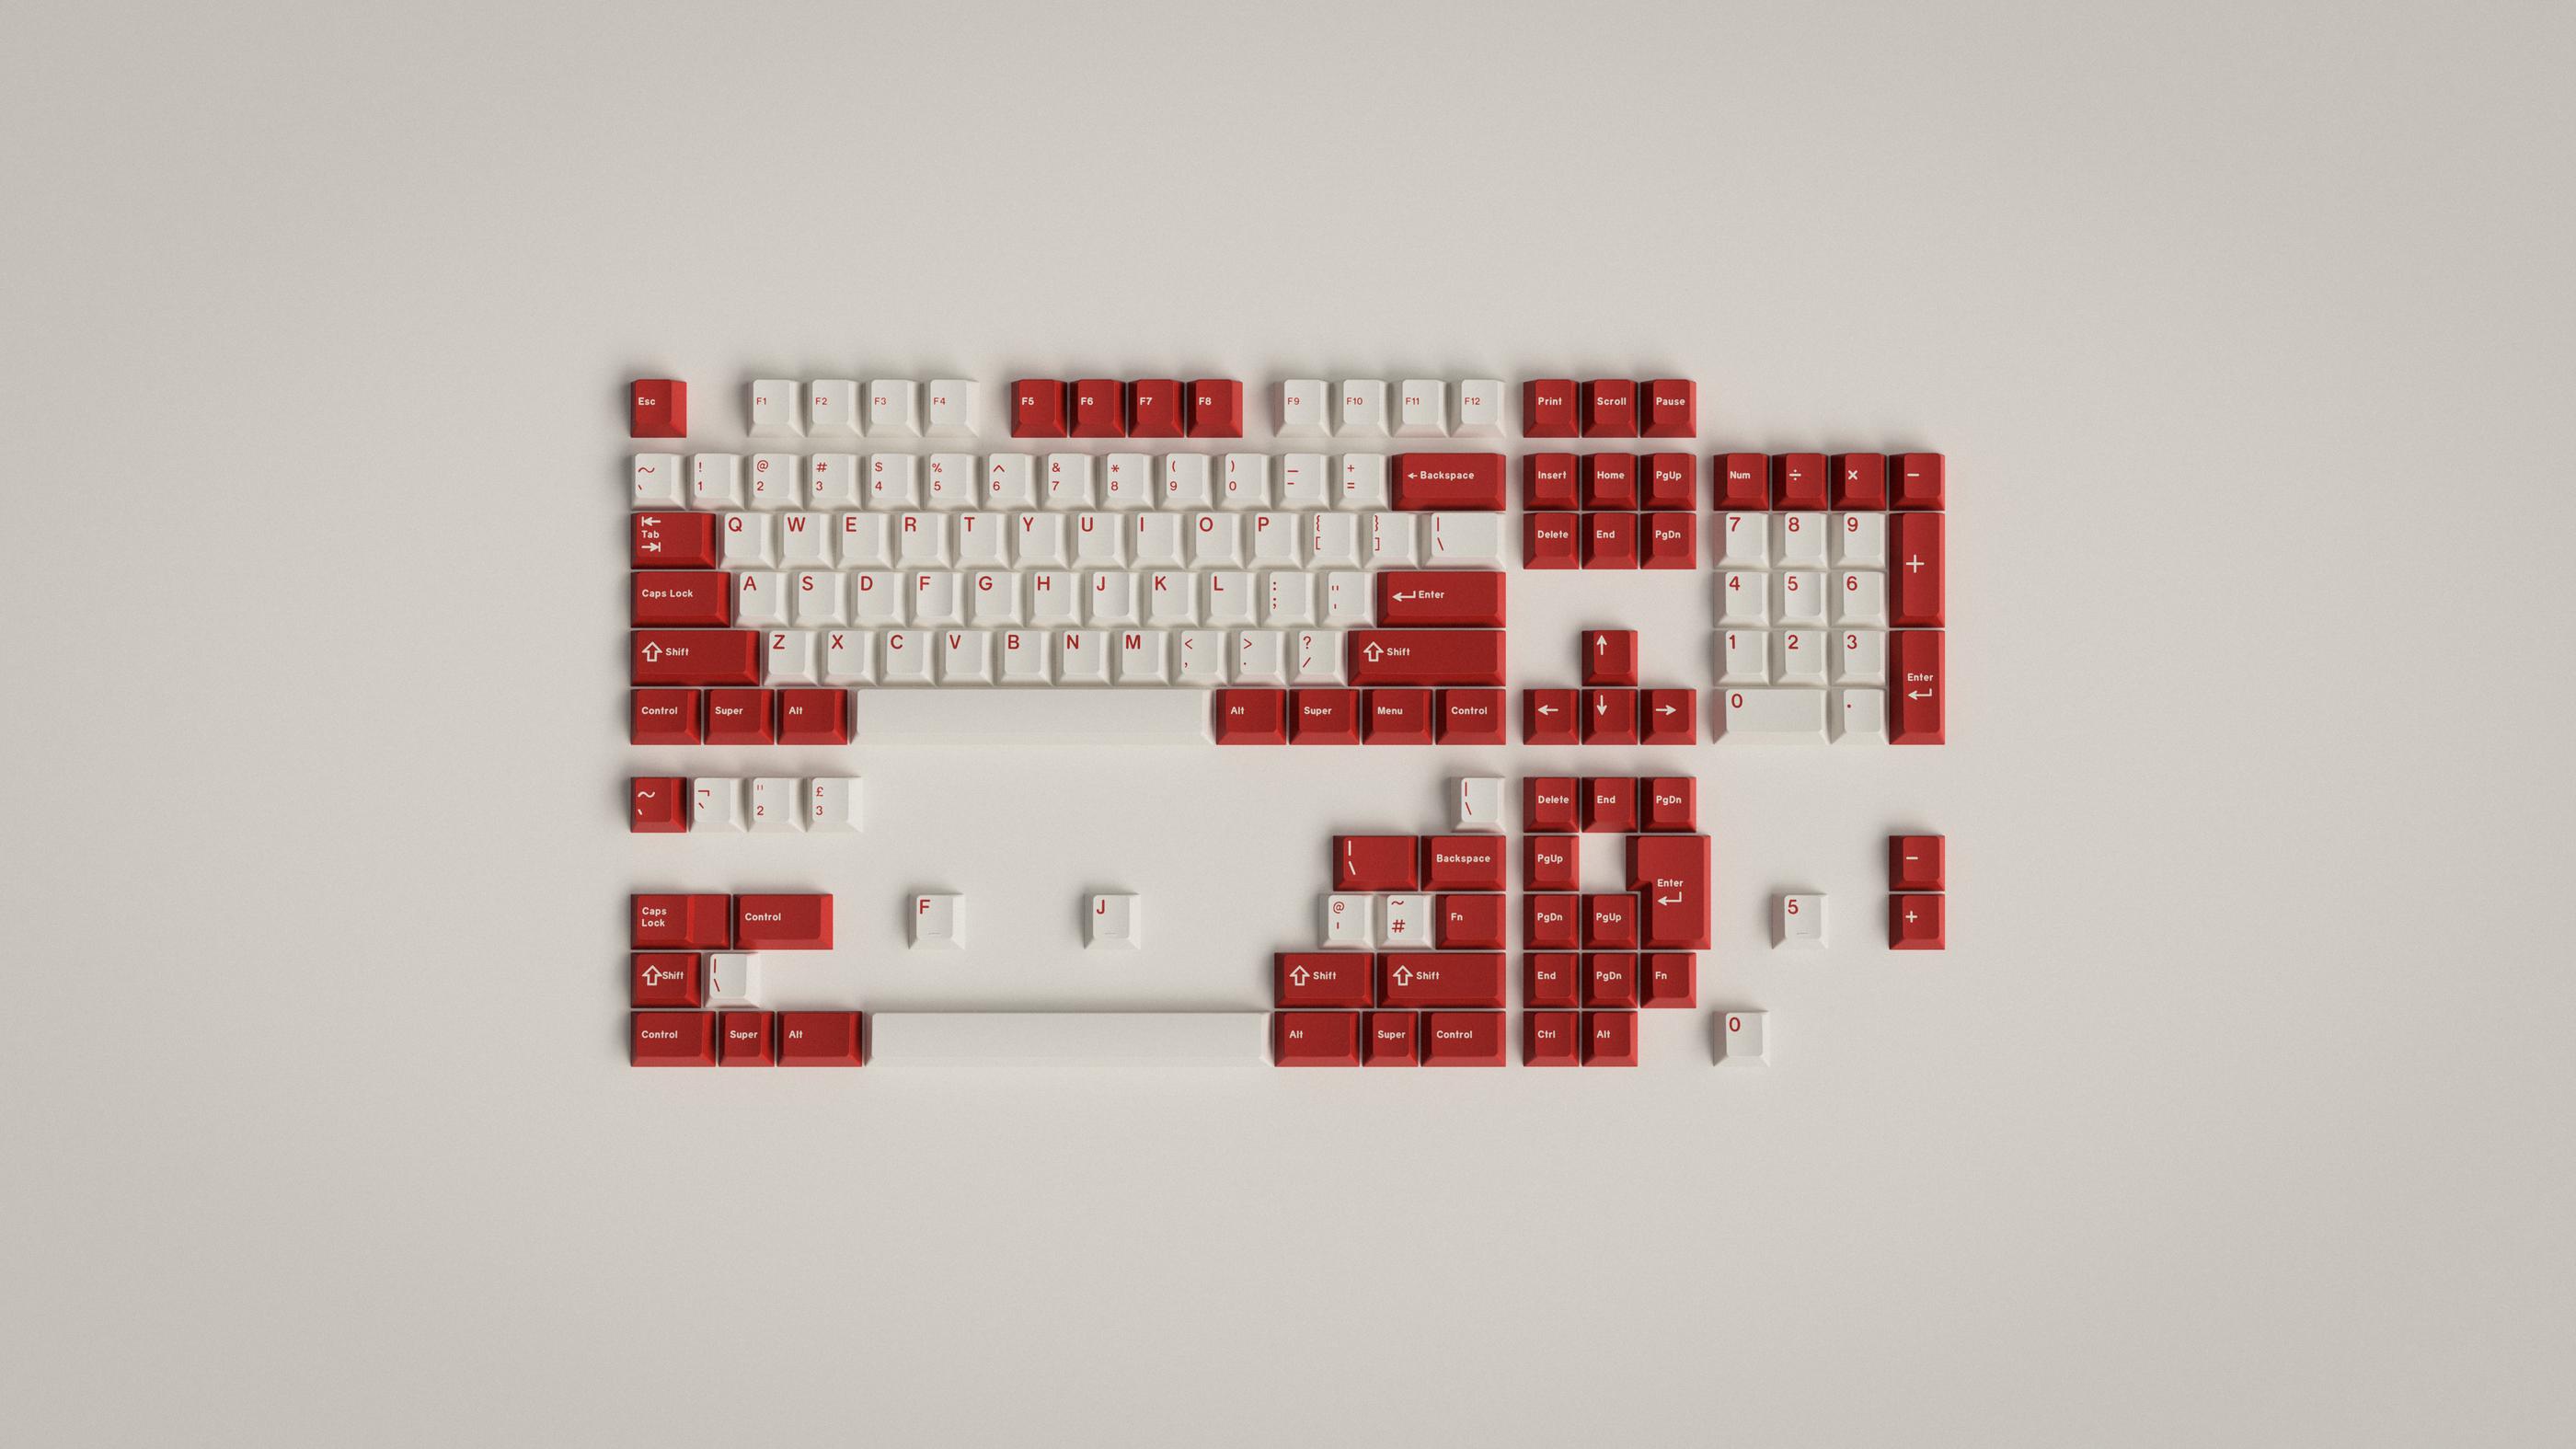 Esc F1 F2 F3 F4 F5 F6 F7 F8 F9 F10 F11 F12 Print Scroll Pause
~ ! @ # $ % ^ & * ( ) _ +
` 1 2 3 4 5 6 7 8 9 0 - = ← Backspace Insert Home PgUp Num ÷ × −
Tab Q W E R T Y U I O P { } | Delete End PgDn 7 8 9 +
[ ] \
Caps Lock A S D F G H J K L : " ← Enter 4 5 6
; '
⇧ Shift Z X C V B N M < > ? ⇧ Shift ↑ 1 2 3 Enter
, . /
Control Super Alt Alt Super Menu Control ← ↓ → 0 .
~ ¬ " £ | Delete End PgDn
` ` 2 3 \
| Backspace PgUp Enter −
\
Caps Control F J @ ~ Fn PgDn PgUp 5 +
Lock ' #
⇧ Shift | ⇧ Shift ⇧ Shift End PgDn Fn
\
Control Super Alt Alt Super Control Ctrl Alt 0